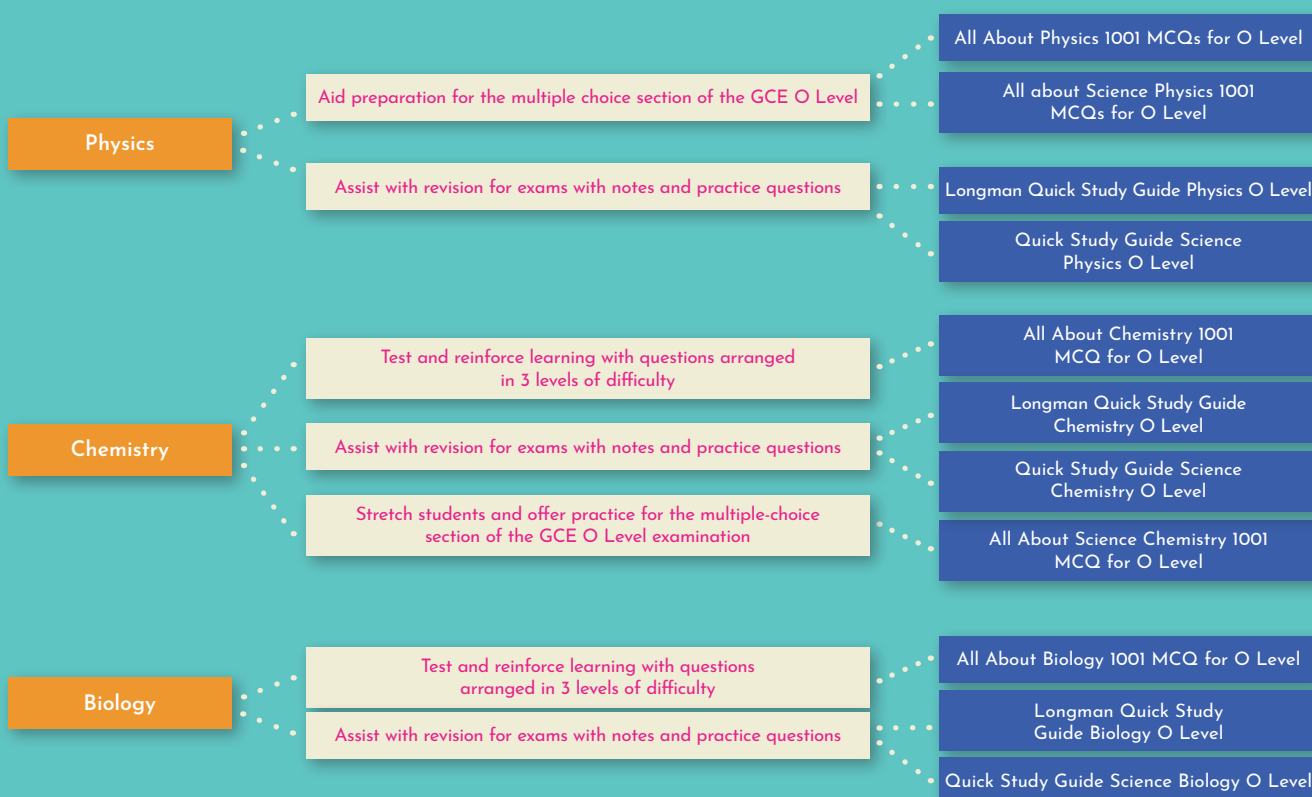 Physics
Aid preparation for the multiple choice section of the GCE O Level
All About Physics 1001 MCQs for O Level
All about Science Physics 1001
MCQs for O Level
Assist with revision for exams with notes and practice questions
Longman Quick Study Guide Physics O Level
Quick Study Guide Science
Physics O Level
Chemistry
Test and reinforce learning with questions arranged
in 3 levels of difficulty
All About Chemistry 1001
MCQ for O Level
Assist with revision for exams with notes and practice questions
Longman Quick Study Guide
Chemistry O Level
Quick Study Guide Science
Chemistry O Level
Stretch students and offer practice for the multiple-choice
section of the GCE O Level examination
All About Science Chemistry 1001
MCQ for O Level
Biology
Test and reinforce learning with questions
arranged in 3 levels of difficulty
All About Biology 1001 MCQ for O Level
Assist with revision for exams with notes and practice questions
Longman Quick Study
Guide Biology O Level
Quick Study Guide Science Biology O Level